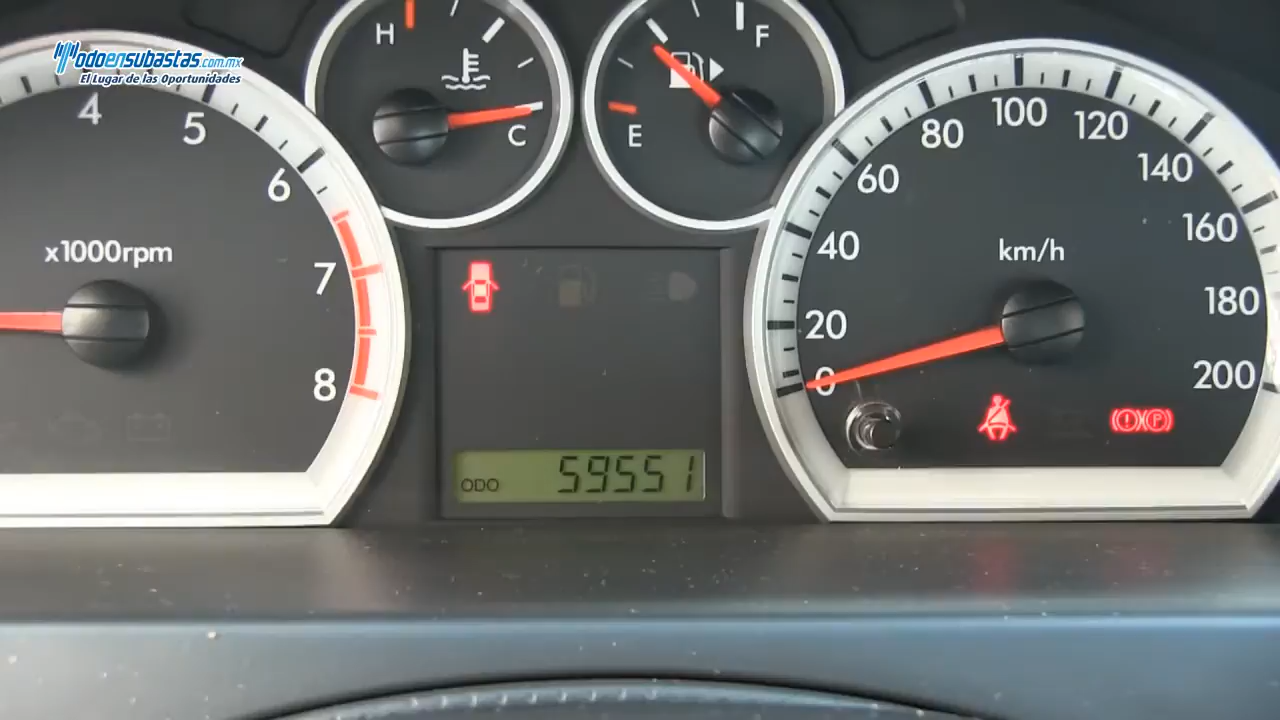 Modoensubastas.com.mx
El Lugar de las Oportunidades
4
5
6
7
8
x1000rpm
H
C
F
E
0
20
40
60
80
100
120
140
160
180
200
km/h
ODO 59551
P